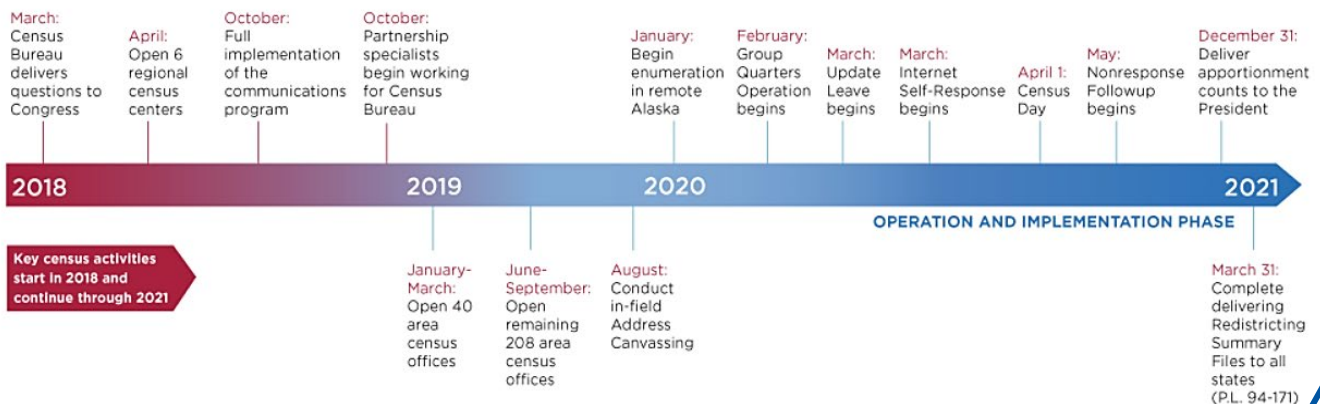 March:
Census
Bureau
delivers
questions to
Congress
April:
Open 6
regional
census
centers
October:
Full
implementation
of the
communications
program
October:
Partnership
specialists
begin working
for Census
Bureau
January:
Begin
enumeration
in remote
Alaska
February:
Group
Quarters
Operation
begins
March:
Update
Leave
begins
March:
Internet
Self-Response
begins
April 1:
Census
Day
May:
Nonresponse
Followup
begins
December 31:
Deliver
apportionment
counts to the
President
2018
2019
2020
2021
OPERATION AND IMPLEMENTATION PHASE
Key census activities
start in 2018 and
continue through 2021
January-
March:
Open 40
area
census
offices
June-
September:
Open
remaining
208 area
census
offices
August:
Conduct
in-field
Address
Canvassing
March 31:
Complete
delivering
Redistricting
Summary
Files to all
states
(P.L. 94-171)